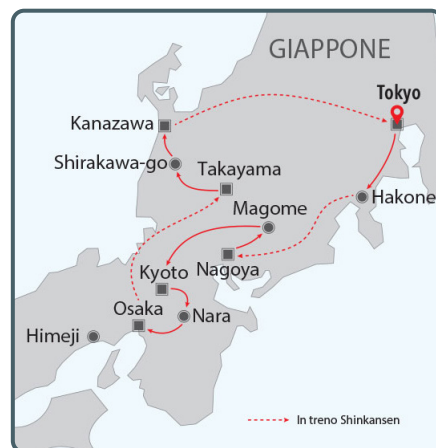 GIAPPONE
Tokyo
Kanazawa
Shirakawa-go
Takayama
Hakone
Magome
Kyoto
Nagoya
Osaka
Nara
Himeji
In treno Shinkansen